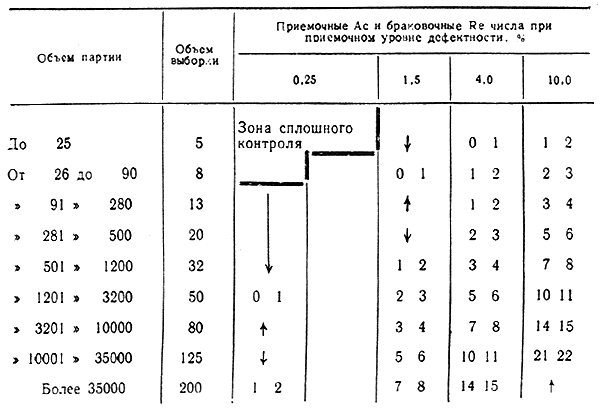 Объем партии
Объем выборки
Приемочные Ac и браковочные Re числа при
приемочном уровне дефектности, %
0,25 1,5 4,0 10,0
Зона сплошного
контроля
До 25 5 ↓ 0 1 1 2
От 26 до 90 8 0 1 1 2 2 3
» 91 » 280 13 ↑ 1 2 3 4
» 281 » 500 20 ↓ 2 3 5 6
» 501 » 1200 32 ↓ 1 2 3 4 7 8
» 1201 » 3200 50 0 1 2 3 5 6 10 11
» 3201 » 10000 80 ↑ 3 4 7 8 14 15
» 10001 » 35000 125 ↓ 5 6 10 11 21 22
Более 35000 200 1 2 7 8 14 15 ↑